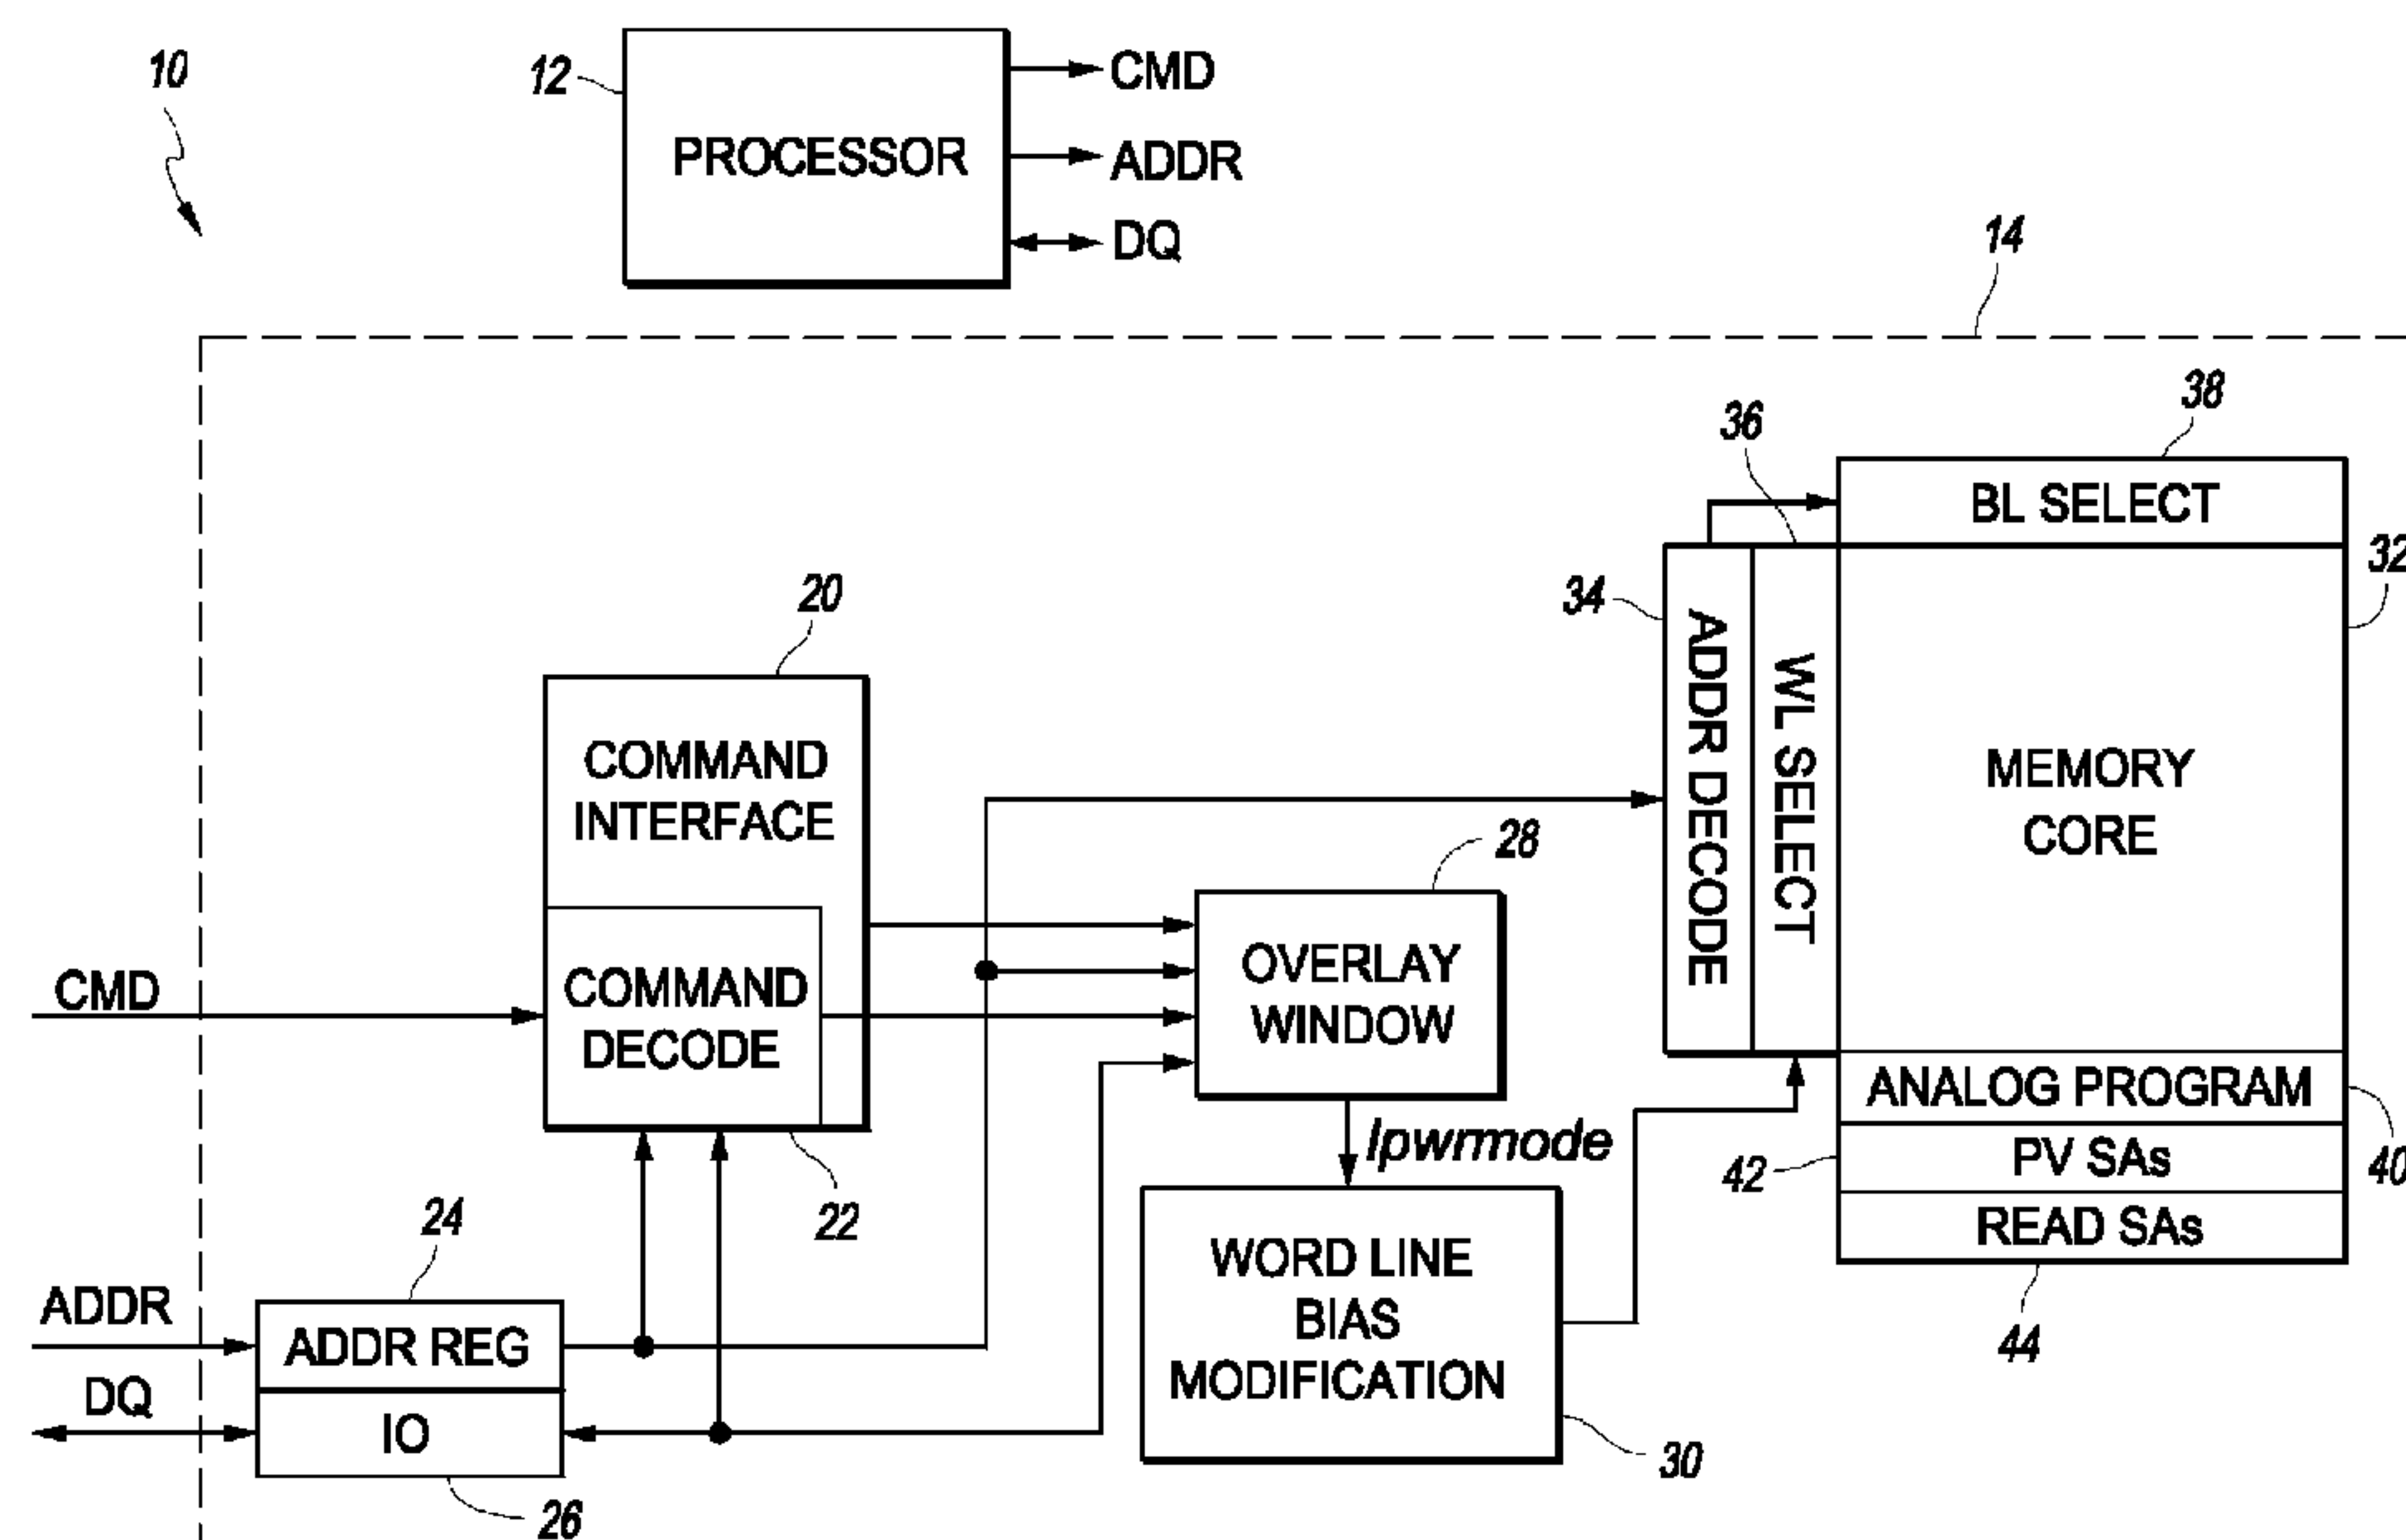 10
12
PROCESSOR
CMD
ADDR
DQ
14
38
36
BL SELECT
32
34
ADDR DECODE
WL SELECT
MEMORY
CORE
20
COMMAND
INTERFACE
28
COMMAND
DECODE
CMD
OVERLAY
WINDOW
lpwrmode
ANALOG PROGRAM
PV SAs
READ SAs
40
42
44
22
24
ADDR
ADDR REG
DQ
IO
26
WORD LINE
BIAS
MODIFICATION
30